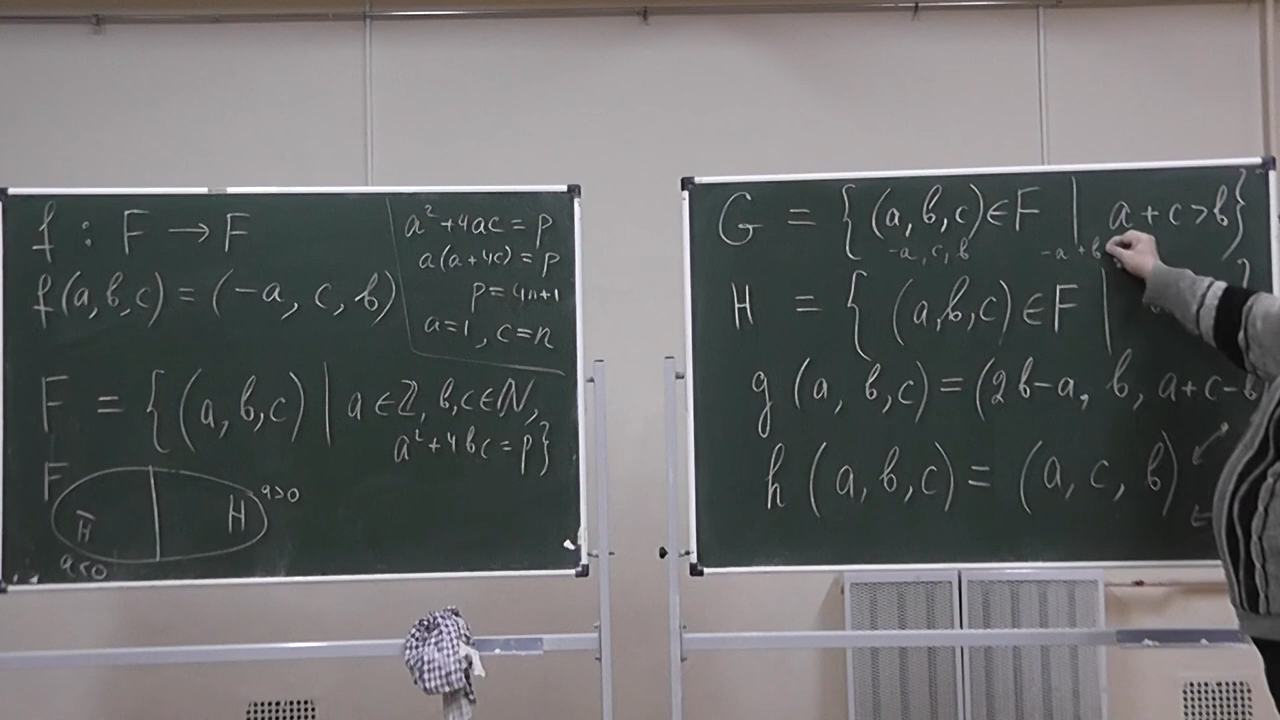 f : F → F
f(a,b,c) = (-a, c, b)
a² + 4ac = p
a(a+4c) = p
p = 4n+1
a=1, c=n
F = {(a,b,c) | a∈ℤ, b,c∈ℕ,
a² + 4bc = p}
F
H̄
H
a>0
a<0
G = {(a,b,c)∈F | a+c>b}
-a, c, b
-a+b
H = {(a,b,c)∈F |
g(a, b,c) = (2b-a, b, a+c-b
h(a,b,c) = (a, c, b)